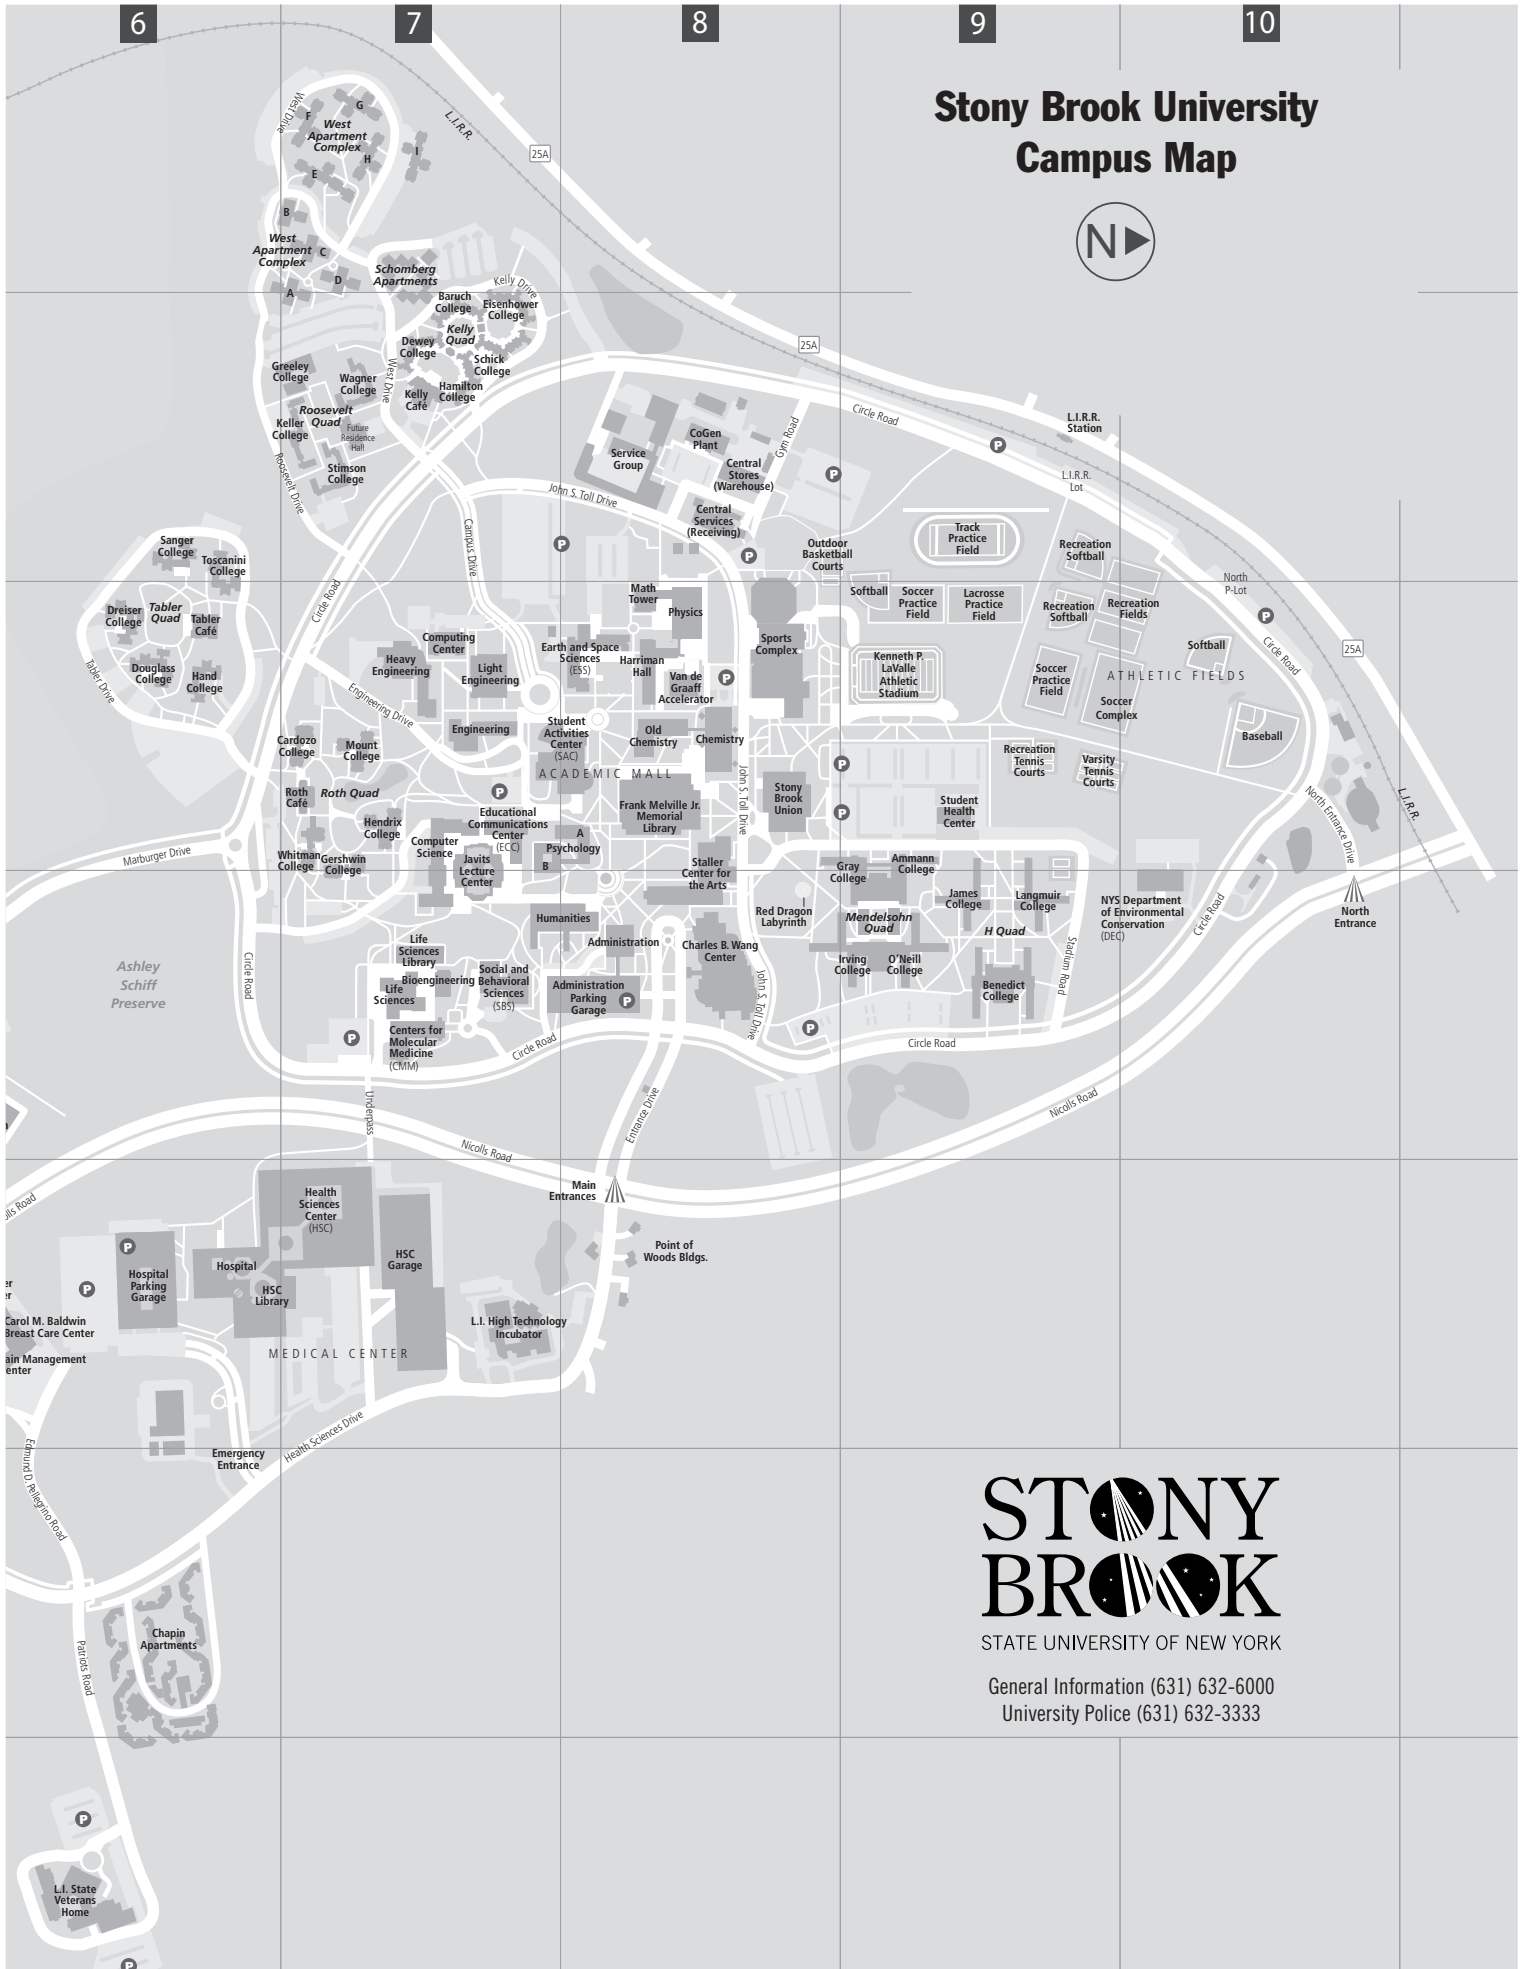 6
7
8
9
10
Stony Brook University
Campus Map
N
West Drive
F
G
West
Apartment
Complex
H
I
E
L.I.R.R.
25A
B
West
Apartment
Complex
C
D
A
Schomberg
Apartments
Kelly Drive
Baruch
College
Eisenhower
College
Kelly
Quad
Dewey
College
Schick
College
Hamilton
College
Kelly
Café
West Drive
Greeley
College
Wagner
College
Roosevelt
Quad
Keller
College
Future
Residence
Hall
Stimson
College
Roosevelt Drive
25A
Circle Road
L.I.R.R.
Station
P
L.I.R.R.
Lot
Gym Road
CoGen
Plant
Service
Group
Central
Stores
(Warehouse)
P
John S. Toll Drive
Central
Services
(Receiving)
Campus Drive
P
P
Outdoor
Basketball
Courts
Track
Practice
Field
Recreation
Softball
North
P-Lot
P
Circle Road
25A
Sanger
College
Toscanini
College
Dreiser
College
Tabler
Quad
Tabler
Café
Douglass
College
Hand
College
Tabler Drive
Circle Road
Math
Tower
Physics
Softball
Soccer
Practice
Field
Lacrosse
Practice
Field
Recreation
Softball
Recreation
Fields
Softball
Computing
Center
Heavy
Engineering
Light
Engineering
Earth and Space
Sciences
(ESS)
Harriman
Hall
Van de
Graaff
Accelerator
P
Sports
Complex
Kenneth P.
LaValle
Athletic
Stadium
Soccer
Practice
Field
ATHLETIC FIELDS
Soccer
Complex
Engineering Drive
Engineering
Student
Activities
Center
(SAC)
Old
Chemistry
Chemistry
Cardozo
College
Mount
College
Recreation
Tennis
Courts
Varsity
Tennis
Courts
Baseball
ACADEMIC MALL
P
P
P
John S. Toll Drive
Roth
Café
Roth Quad
Hendrix
College
Educational
Communications
Center
(ECC)
Frank Melville Jr.
Memorial
Library
Stony
Brook
Union
Student
Health
Center
North Entrance Drive
L.I.R.R.
Marburger Drive
Whitman
College
Gershwin
College
Computer
Science
Javits
Lecture
Center
A
Psychology
B
Staller
Center for
the Arts
Gray
College
Ammann
College
James
College
Langmuir
College
NYS Department
of Environmental
Conservation
(DEC)
Circle Road
North
Entrance
Humanities
Administration
Red Dragon
Labyrinth
Mendelsohn
Quad
H Quad
Charles B. Wang
Center
Irving
College
O'Neill
College
Benedict
College
Stadium Road
Ashley
Schiff
Preserve
Circle Road
Life
Sciences
Library
Bioengineering
Life
Sciences
Social and
Behavioral
Sciences
(SBS)
Administration
Parking
Garage
P
John S. Toll Drive
P
Centers for
Molecular
Medicine
(CMM)
Circle Road
P
Circle Road
Underpass
Entrance Drive
Nicolls Road
Nicolls Road
olls Road
Main
Entrances
Health
Sciences
Center
(HSC)
HSC
Garage
Point of
Woods Bldgs.
P
P
Hospital
Parking
Garage
Hospital
HSC
Library
er
er
Carol M. Baldwin
Breast Care Center
ain Management
enter
L.I. High Technology
Incubator
MEDICAL CENTER
Health Sciences Drive
Emergency
Entrance
Edmund D. Pellegrino Road
Chapin
Apartments
Patriots Road
P
L.I. State
Veterans
Home
P
STONY
BROOK
STATE UNIVERSITY OF NEW YORK
General Information (631) 632-6000
University Police (631) 632-3333